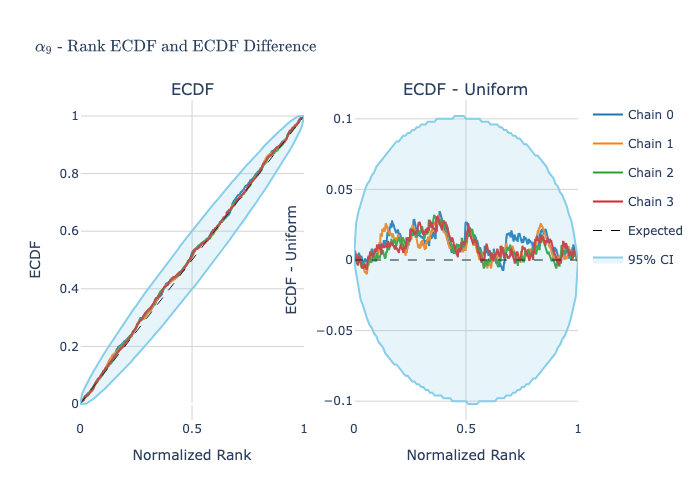 α₉ - Rank ECDF and ECDF Difference
ECDF
ECDF
1
0.8
0.6
0.4
0.2
0
0
0.5
1
Normalized Rank
ECDF - Uniform
ECDF - Uniform
0.1
0.05
0
−0.05
−0.1
0
0.5
1
Normalized Rank
Chain 0
Chain 1
Chain 2
Chain 3
Expected
95% CI